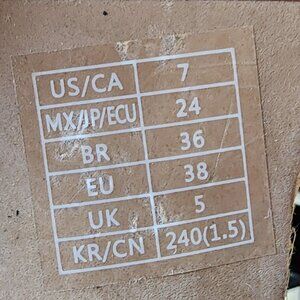 US/CA 7
MX/JP/ECU 24
BR 36
EU 38
UK 5
KR/CN 240(1.5)